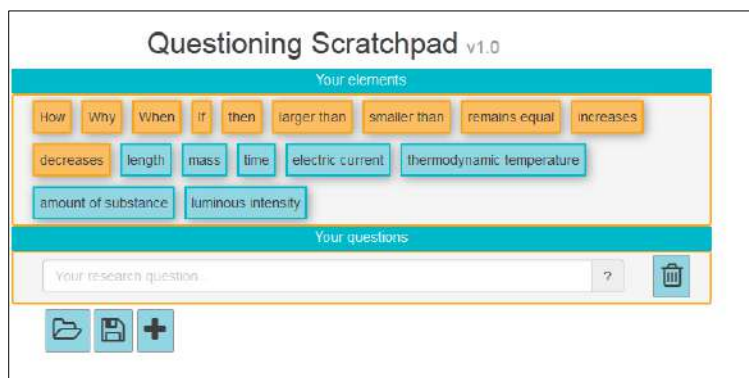 Questioning Scratchpad v1.0
Your elements
How Why When If then larger than smaller than remains equal increases
decreases length mass time electric current thermodynamic temperature
amount of substance luminous intensity
Your questions
Your research question ?